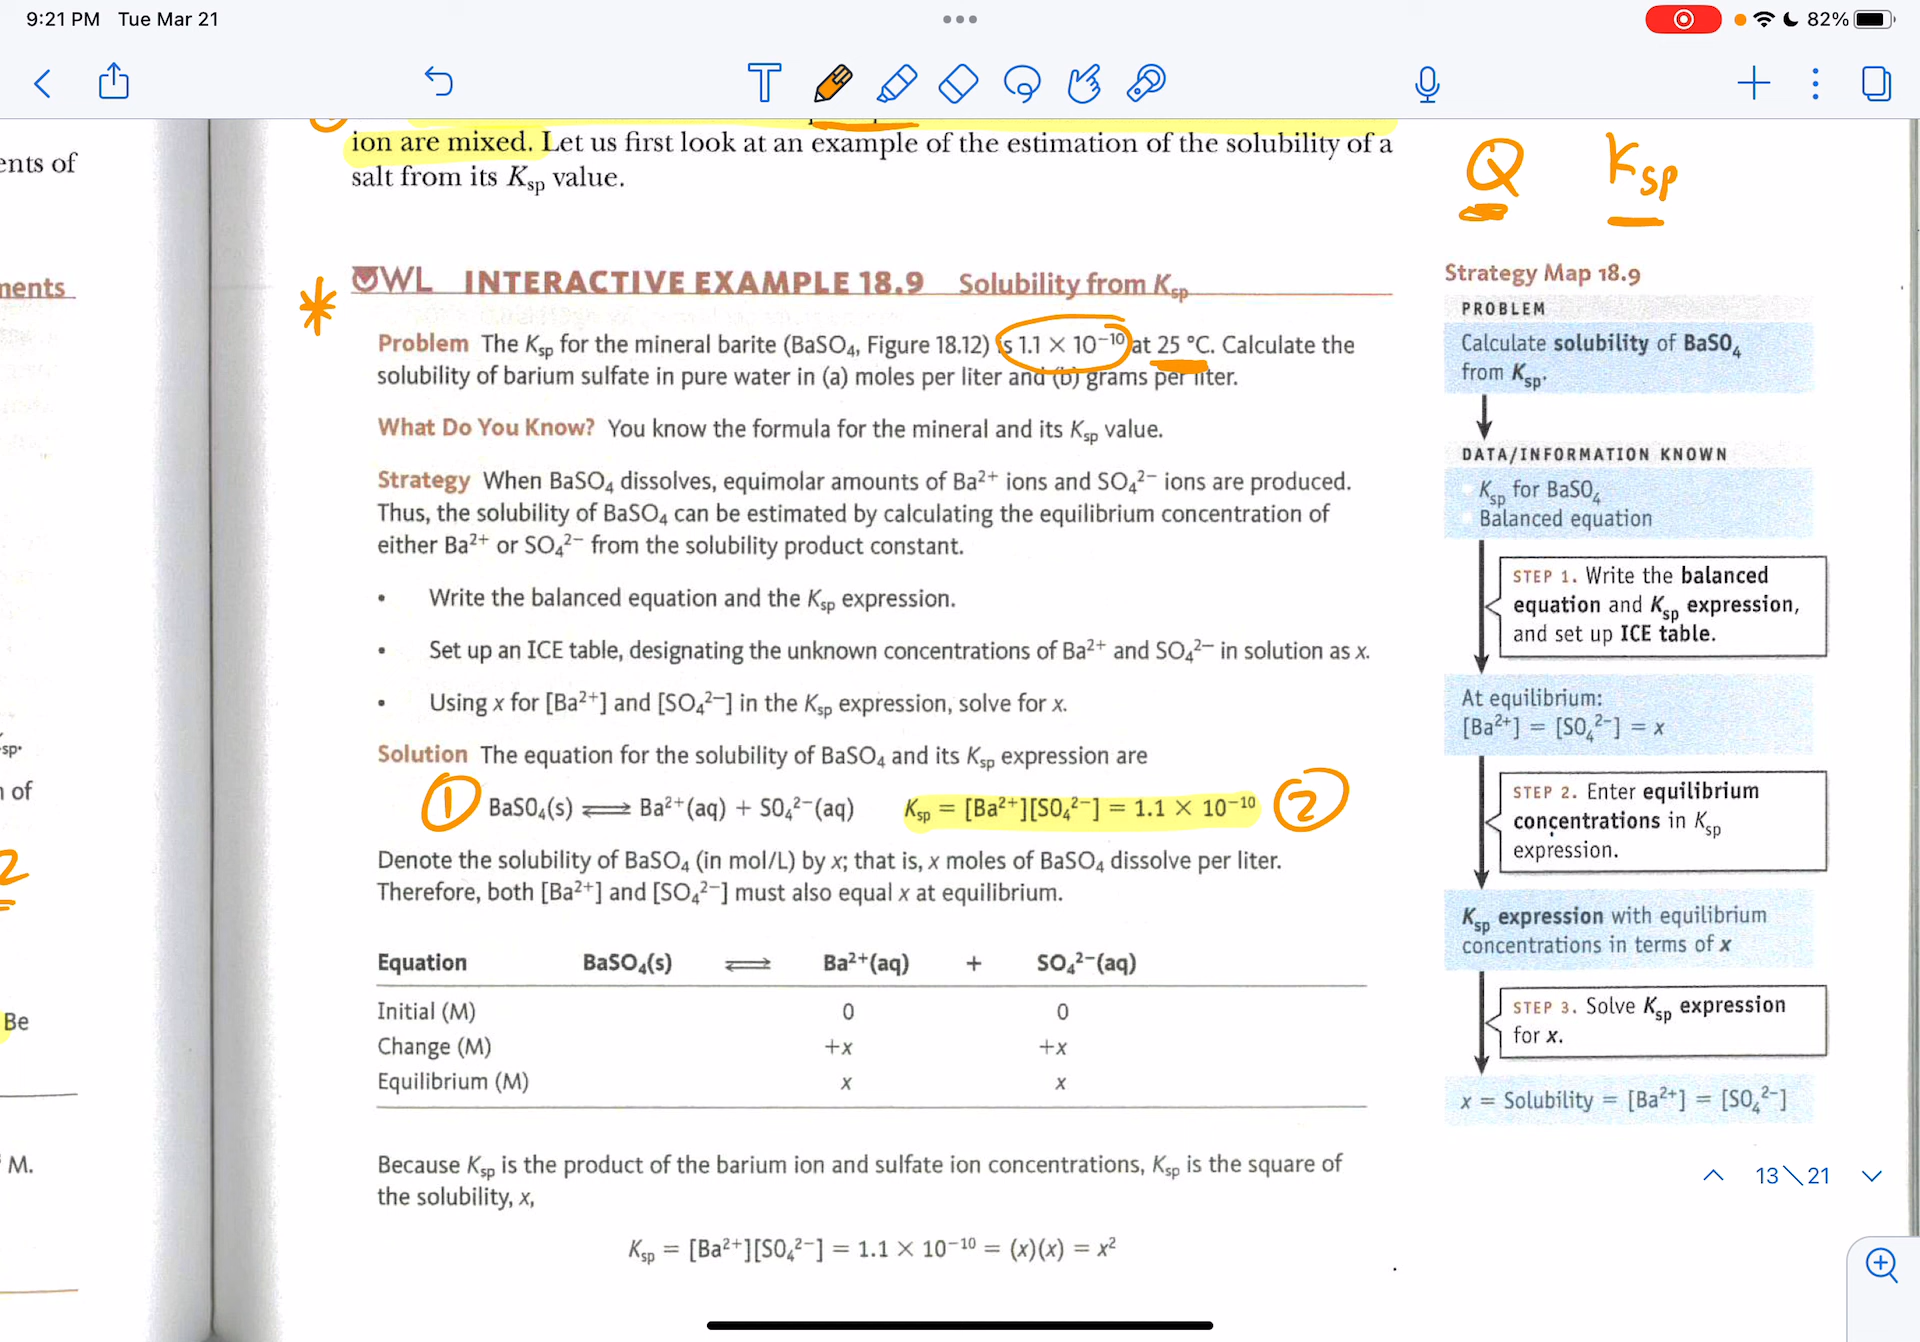 9:21 PM Tue Mar 21
82%
ents of
ments
sp.
n of
2
Be
M.
ion are mixed. Let us first look at an example of the estimation of the solubility of a
salt from its Ksp value.
Q Ksp
OWL INTERACTIVE EXAMPLE 18.9 Solubility from Ksp
* Problem The Ksp for the mineral barite (BaSO₄, Figure 18.12) is 1.1 × 10⁻¹⁰ at 25 °C. Calculate the
solubility of barium sulfate in pure water in (a) moles per liter and (b) grams per liter.
What Do You Know? You know the formula for the mineral and its Ksp value.
Strategy When BaSO₄ dissolves, equimolar amounts of Ba²⁺ ions and SO₄²⁻ ions are produced.
Thus, the solubility of BaSO₄ can be estimated by calculating the equilibrium concentration of
either Ba²⁺ or SO₄²⁻ from the solubility product constant.
• Write the balanced equation and the Ksp expression.
• Set up an ICE table, designating the unknown concentrations of Ba²⁺ and SO₄²⁻ in solution as x.
• Using x for [Ba²⁺] and [SO₄²⁻] in the Ksp expression, solve for x.
Solution The equation for the solubility of BaSO₄ and its Ksp expression are
① BaSO₄(s) ⇌ Ba²⁺(aq) + SO₄²⁻(aq) Ksp = [Ba²⁺][SO₄²⁻] = 1.1 × 10⁻¹⁰ ②
Denote the solubility of BaSO₄ (in mol/L) by x; that is, x moles of BaSO₄ dissolve per liter.
Therefore, both [Ba²⁺] and [SO₄²⁻] must also equal x at equilibrium.
Equation BaSO₄(s) ⇌ Ba²⁺(aq) + SO₄²⁻(aq)
Initial (M) 0 0
Change (M) +x +x
Equilibrium (M) x x
Because Ksp is the product of the barium ion and sulfate ion concentrations, Ksp is the square of
the solubility, x,
Ksp = [Ba²⁺][SO₄²⁻] = 1.1 × 10⁻¹⁰ = (x)(x) = x²
Strategy Map 18.9
PROBLEM
Calculate solubility of BaSO₄
from Ksp.
DATA/INFORMATION KNOWN
Ksp for BaSO₄
Balanced equation
STEP 1. Write the balanced
equation and Ksp expression,
and set up ICE table.
At equilibrium:
[Ba²⁺] = [SO₄²⁻] = x
STEP 2. Enter equilibrium
concentrations in Ksp
expression.
Ksp expression with equilibrium
concentrations in terms of x
STEP 3. Solve Ksp expression
for x.
x = Solubility = [Ba²⁺] = [SO₄²⁻]
13\21